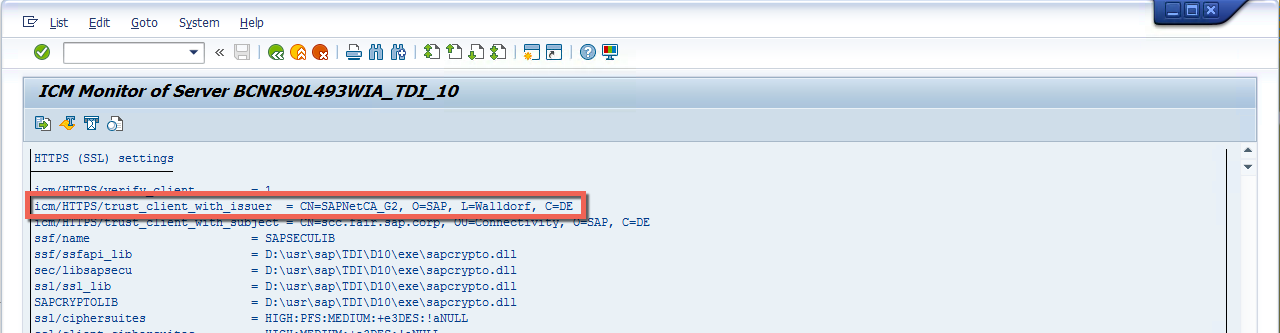 List Edit Goto System Help
ICM Monitor of Server BCNR90L493WIA_TDI_10
HTTPS (SSL) settings
icm/HTTPS/verify_client = 1
icm/HTTPS/trust_client_with_issuer = CN=SAPNetCA_G2, O=SAP, L=Walldorf, C=DE
icm/HTTPS/trust_client_with_subject = CN=scc.fair.sap.corp, OU=Connectivity, O=SAP, C=DE
ssf/name = SAPSECULIB
ssf/ssfapi_lib = D:\usr\sap\TDI\D10\exe\sapcrypto.dll
sec/libsapsecu = D:\usr\sap\TDI\D10\exe\sapcrypto.dll
ssl/ssl_lib = D:\usr\sap\TDI\D10\exe\sapcrypto.dll
SAPCRYPTOLIB = D:\usr\sap\TDI\D10\exe\sapcrypto.dll
ssl/ciphersuites = HIGH:PFS:MEDIUM:+e3DES:!aNULL
ssl/client_ciphersuites = HIGH:MEDIUM:+e3DES:!aNULL